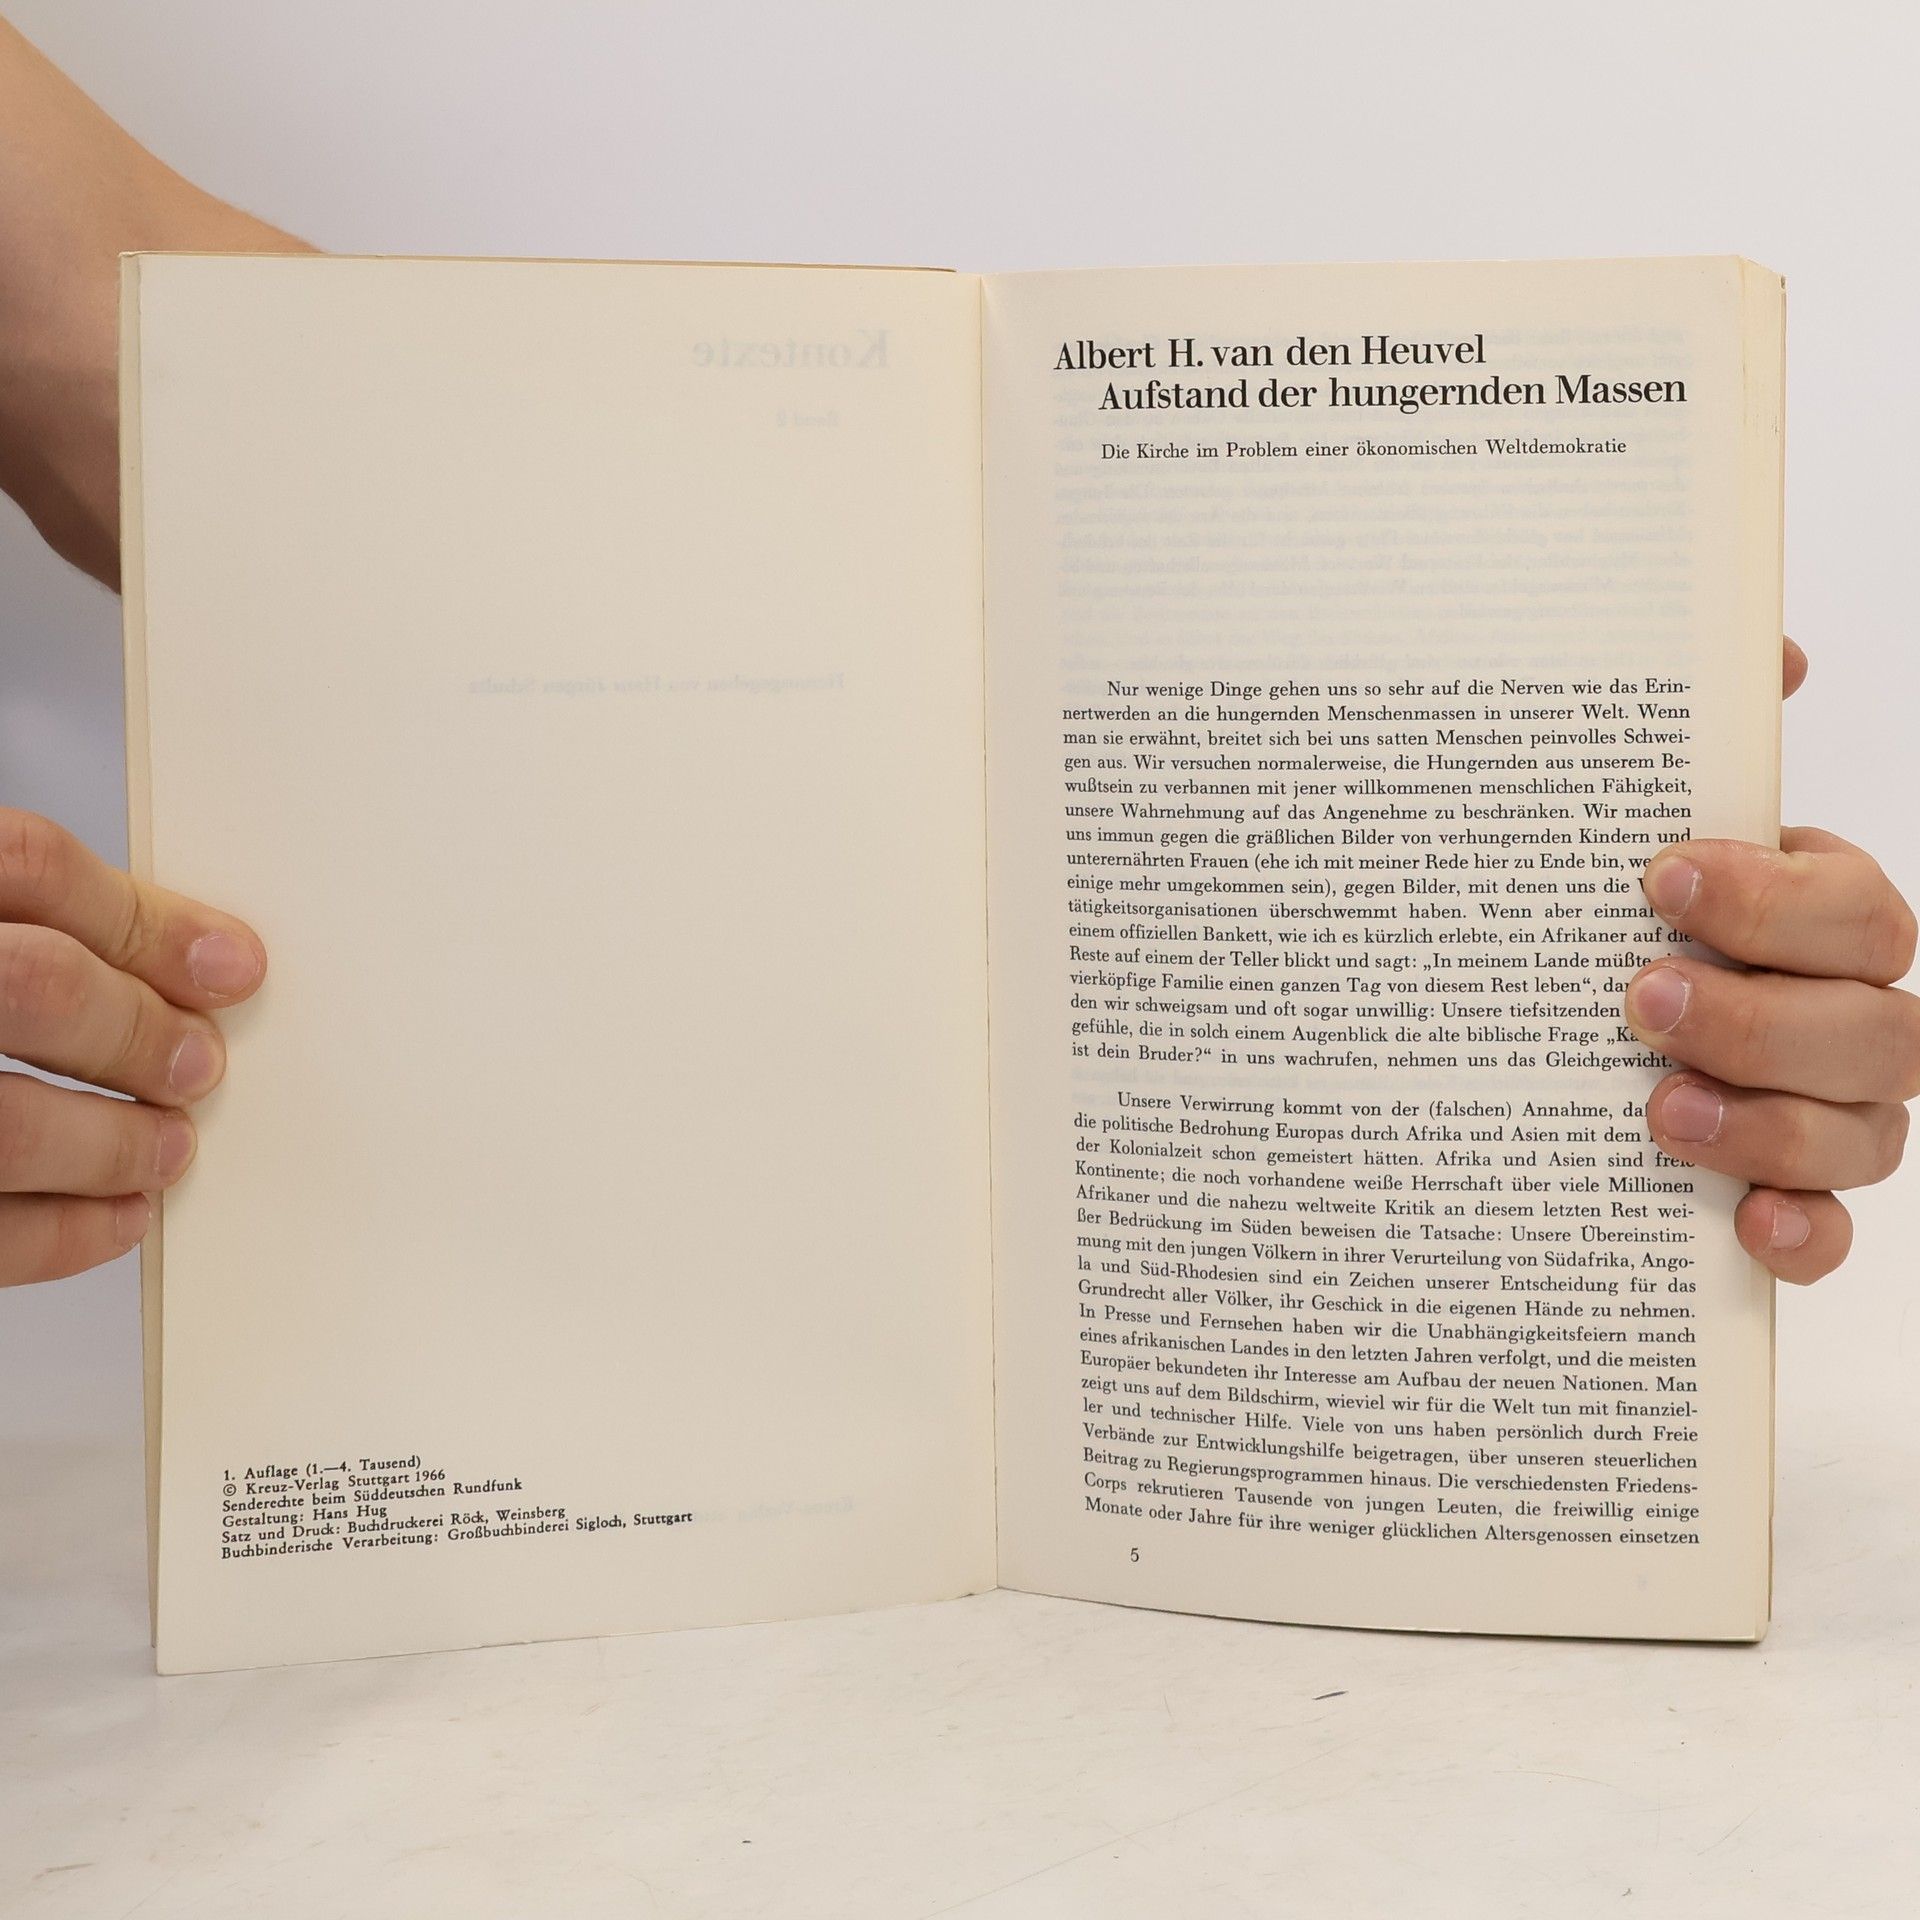 Kontexte
Band 2
Herausgegeben von Hans Jürgen Schultz
1. Auflage (1.—4. Tausend)
© Kreuz-Verlag Stuttgart 1966
Senderechte beim Süddeutschen Rundfunk
Gestaltung: Hans Hug
Satz und Druck: Buchdruckerei Röck, Weinsberg
Buchbinderische Verarbeitung: Großbuchbinderei Sigloch, Stuttgart
Albert H. van den Heuvel
Aufstand der hungernden Massen
Die Kirche im Problem einer ökonomischen Weltdemokratie
Nur wenige Dinge gehen uns so sehr auf die Nerven wie das Erin-
nertwerden an die hungernden Menschenmassen in unserer Welt. Wenn
man sie erwähnt, breitet sich bei uns satten Menschen peinvolles Schwei-
gen aus. Wir versuchen normalerweise, die Hungernden aus unserem Be-
wußtsein zu verbannen mit jener willkommenen menschlichen Fähigkeit,
unsere Wahrnehmung auf das Angenehme zu beschränken. Wir machen
uns immun gegen die gräßlichen Bilder von verhungernden Kindern und
unterernährten Frauen (ehe ich mit meiner Rede hier zu Ende bin,
einige mehr umgekommen sein), gegen Bilder, mit denen uns die
tätigkeitsorganisationen überschwemmt haben. Wenn aber einmal
einem offiziellen Bankett, wie ich es kürzlich erlebte, ein Afrikaner auf die
Reste auf einem der Teller blickt und sagt: „In meinem Lande müßte
vierköpfige Familie einen ganzen Tag von diesem Rest leben“,
den wir schweigsam und oft sogar unwillig: Unsere tiefsitzenden
gefühle, die in solch einem Augenblick die alte biblische Frage
ist dein Bruder?“ in uns wachrufen, nehmen uns das Gleichgewicht.
Unsere Verwirrung kommt von der (falschen) Annahme,
die politische Bedrohung Europas durch Afrika und Asien mit dem
der Kolonialzeit schon gemeistert hätten. Afrika und Asien sind freie
Kontinente; die noch vorhandene weiße Herrschaft über viele Millionen
Afrikaner und die nahezu weltweite Kritik an diesem letzten Rest wei-
ßer Bedrückung im Süden beweisen die Tatsache: Unsere Übereinstim-
mung mit den jungen Völkern in ihrer Verurteilung von Südafrika, Ango-
la und Süd-Rhodesien sind ein Zeichen unserer Entscheidung für das
Grundrecht aller Völker, ihr Geschick in die eigenen Hände zu nehmen.
In Presse und Fernsehen haben wir die Unabhängigkeitsfeiern manch
eines afrikanischen Landes in den letzten Jahren verfolgt, und die meisten
Europäer bekundeten ihr Interesse am Aufbau der neuen Nationen. Man
zeigt uns auf dem Bildschirm, wieviel wir für die Welt tun mit finanziel-
ler und technischer Hilfe. Viele von uns haben persönlich durch Freie
Verbände zur Entwicklungshilfe beigetragen, über unseren steuerlichen
Beitrag zu Regierungsprogrammen hinaus. Die verschiedensten Friedens-
Corps rekrutieren Tausende von jungen Leuten, die freiwillig einige
Monate oder Jahre für ihre weniger glücklichen Altersgenossen einsetzen
5